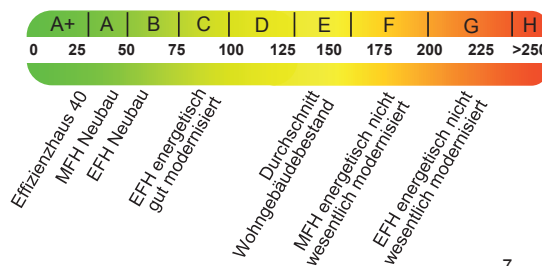 A+ A B C D E F G H
0 25 50 75 100 125 150 175 200 225 >250
Effizienzhaus 40
MFH Neubau
EFH Neubau
EFH energetisch
gut modernisiert
Durchschnitt
Wohngebäudebestand
MFH energetisch nicht
wesentlich modernisiert
EFH energetisch nicht
wesentlich modernisiert